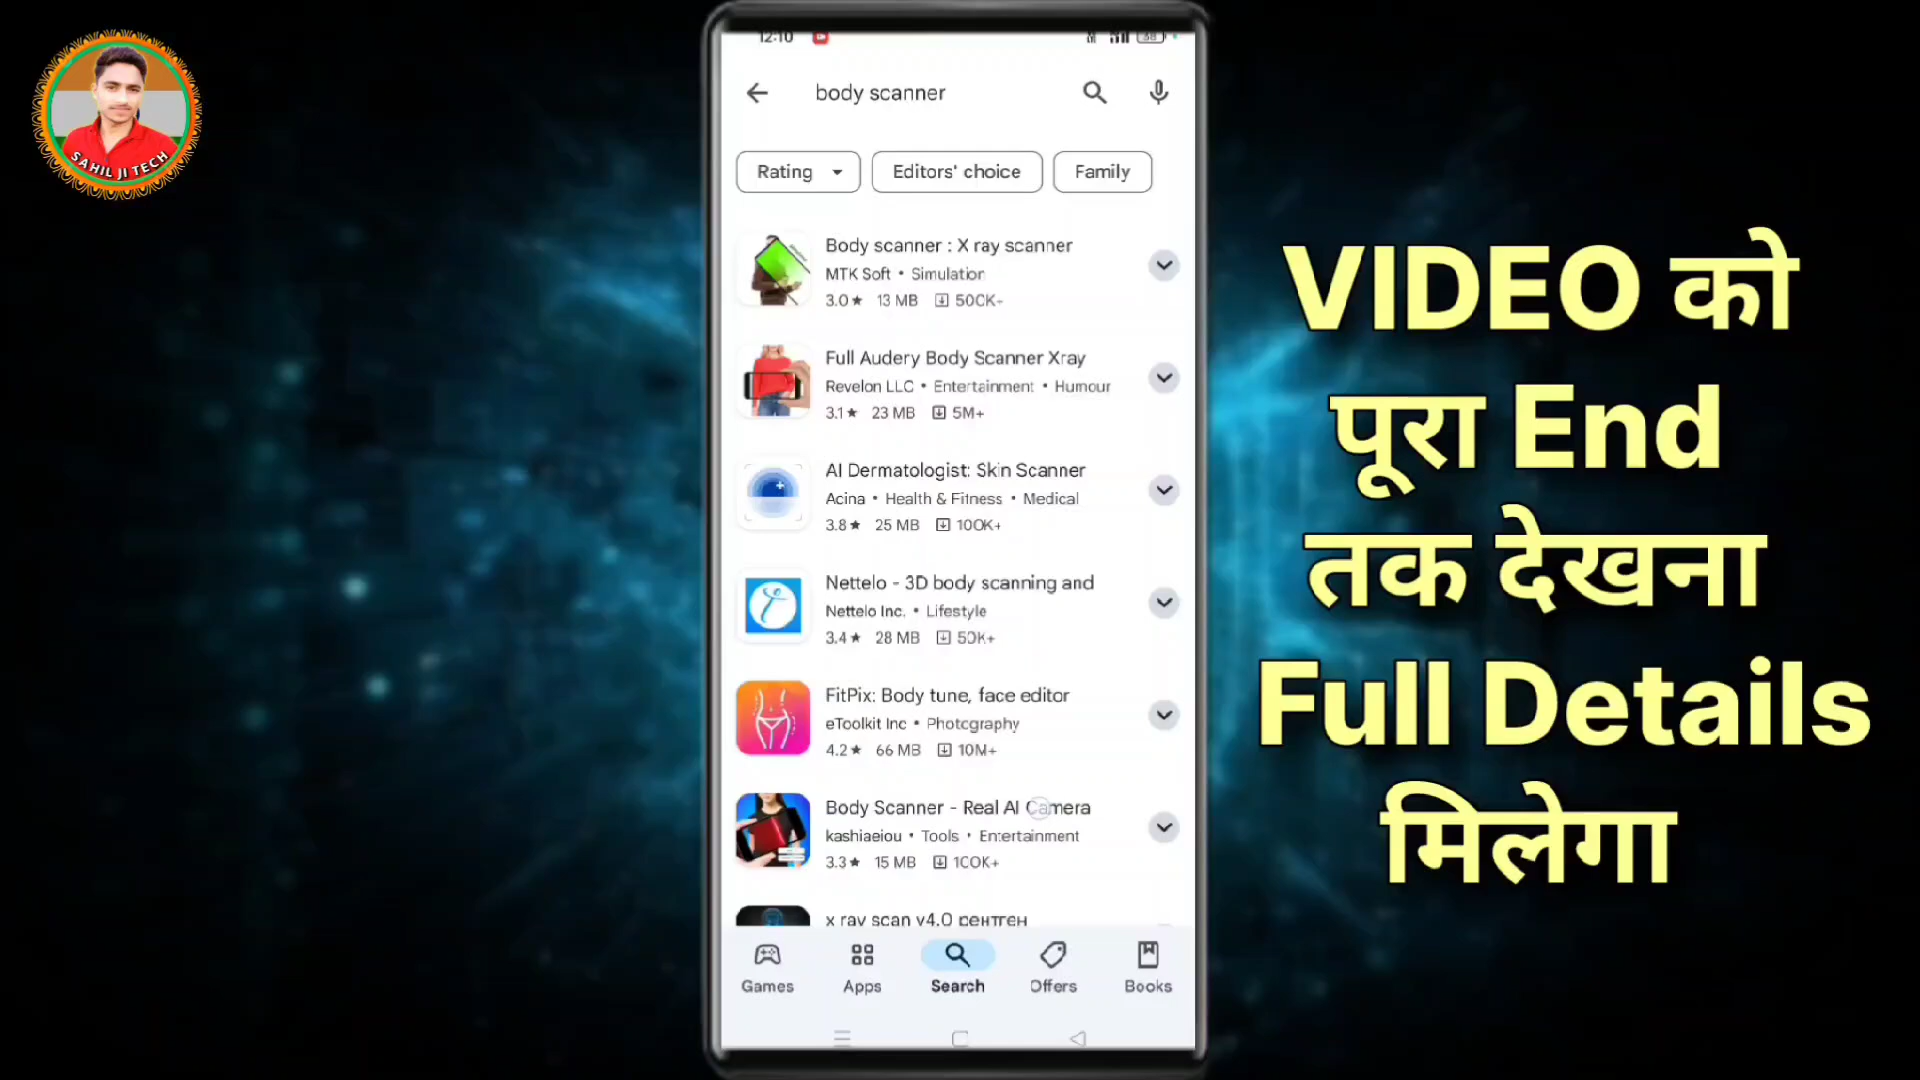 SAHIL JI TECH
12:10
38
body scanner
Rating
Editors' choice
Family
Body scanner : X ray scanner
MTK Soft • Simulation
3.0★ 13 MB 500K+
Full Audery Body Scanner Xray
Revelon LLC • Entertainment • Humour
3.1★ 23 MB 5M+
AI Dermatologist: Skin Scanner
Acina • Health & Fitness • Medical
3.8★ 25 MB 100K+
Nettelo - 3D body scanning and
Nettelo Inc. • Lifestyle
3.4★ 28 MB 50K+
FitPix: Body tune, face editor
eToolkit Inc • Photography
4.2★ 66 MB 10M+
Body Scanner - Real AI Camera
kashiaeiou • Tools • Entertainment
3.3★ 15 MB 100K+
x ray scan v4.0 рентген
Games
Apps
Search
Offers
Books
VIDEO को
पूरा End
तक देखना
Full Details
मिलेगा